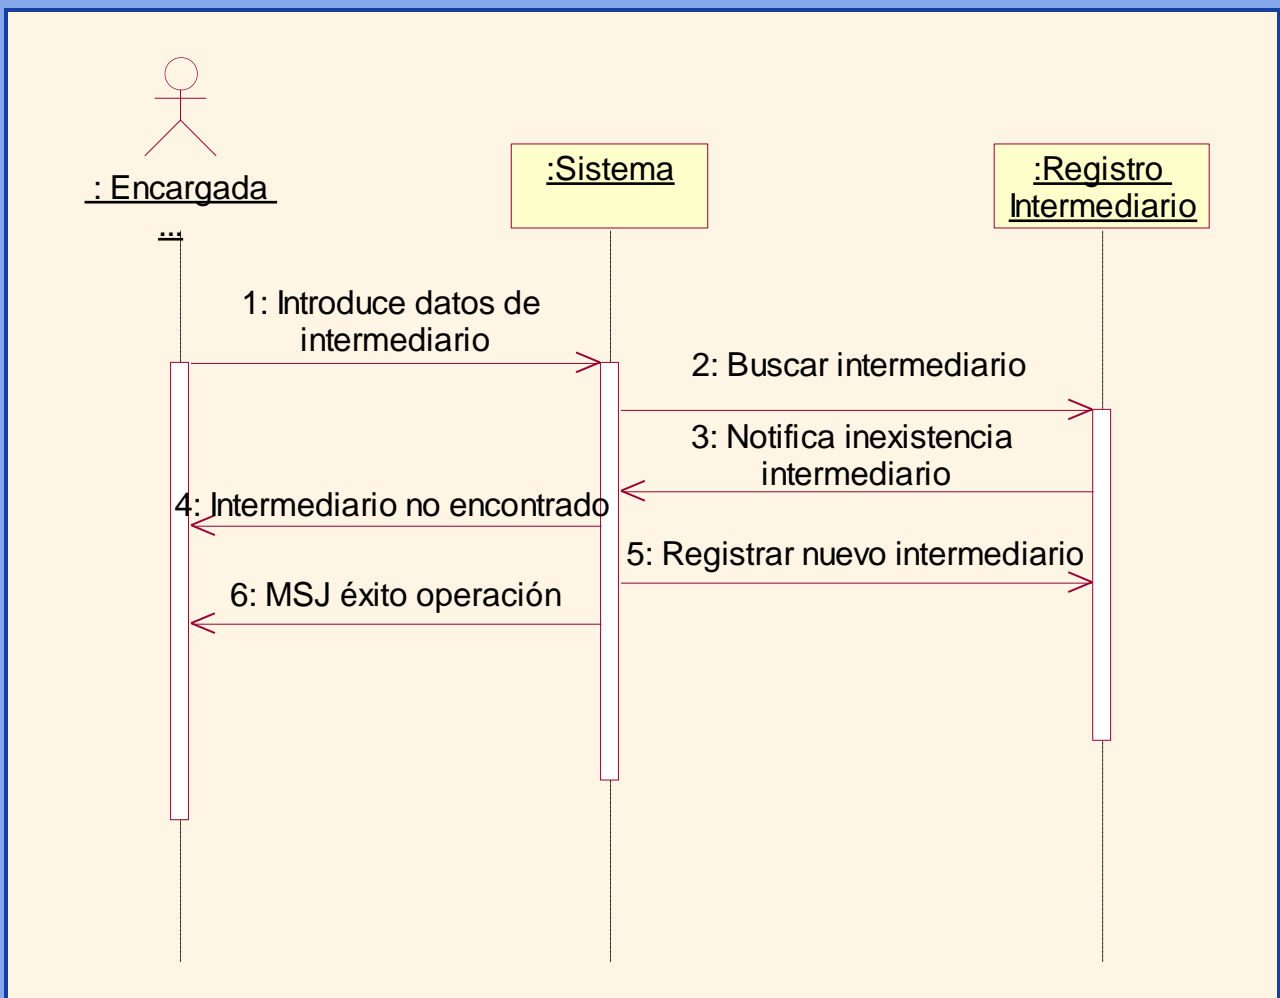 : Encargada
...
:Sistema
:Registro
Intermediario
1: Introduce datos de
intermediario
2: Buscar intermediario
3: Notifica inexistencia
intermediario
4: Intermediario no encontrado
5: Registrar nuevo intermediario
6: MSJ éxito operación